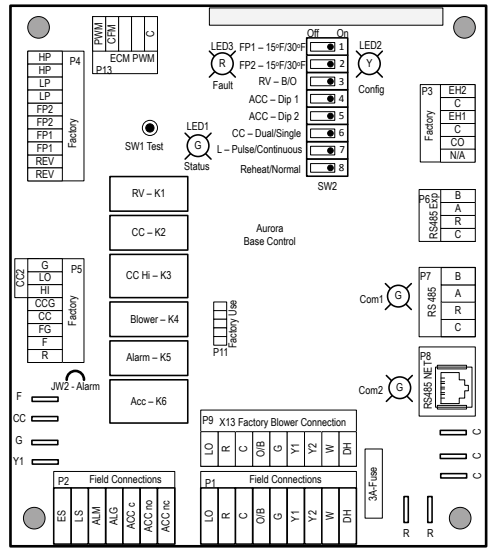 PWM
CFM
C
ECM PWM
P13
Off On
LED3
R
Fault
FP1 – 15ºF/30ºF
FP2 – 15ºF/30ºF
RV – B/O
ACC – Dip 1
ACC – Dip 2
CC – Dual/Single
L – Pulse/Continuous
Reheat/Normal
1
2
3
4
5
6
7
8
SW2
LED2
Y
Config
P4
Factory
HP
HP
LP
LP
FP2
FP2
FP1
FP1
REV
REV
SW1 Test
LED1
G
Status
P3
Factory
EH2
C
EH1
C
CO
N/A
RV – K1
CC – K2
CC Hi – K3
Blower – K4
Alarm – K5
Acc – K6
Aurora
Base Control
P6
RS485 Exp
B
A
R
C
CC2
P5
Factory
G
LO
HI
CCG
CC
FG
F
R
Factory Use
P11
Com1
G
P7
RS 485
B
A
R
C
JW2 - Alarm
Com2
G
P8
RS485 NET
F
CC
G
Y1
P9 X13 Factory Blower Connection
LO
R
C
O/B
G
Y1
Y2
W
DH
C
C
C
P2 Field Connections
ES
LS
ALM
ALG
ACC c
ACC no
ACC nc
P1 Field Connections
LO
R
C
O/B
G
Y1
Y2
W
DH
3A-Fuse
R R